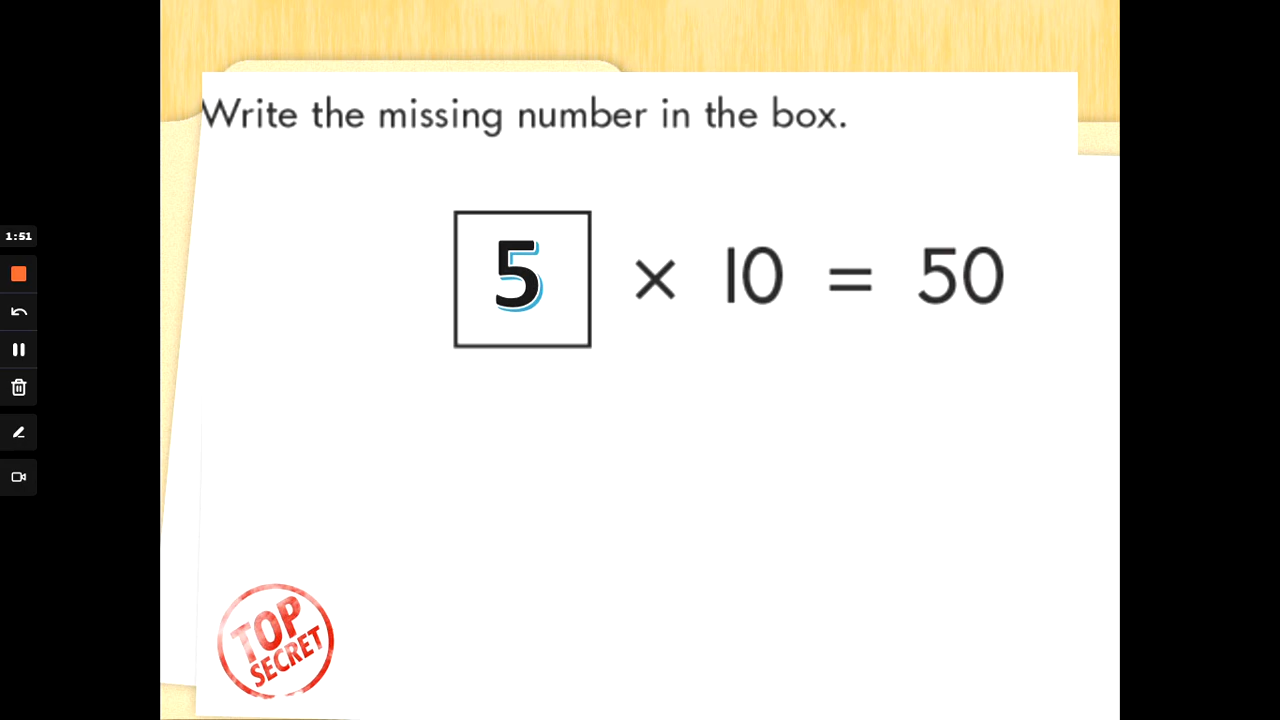 Write the missing number in the box.
5 × 10 = 50
1:51
TOP
SECRET